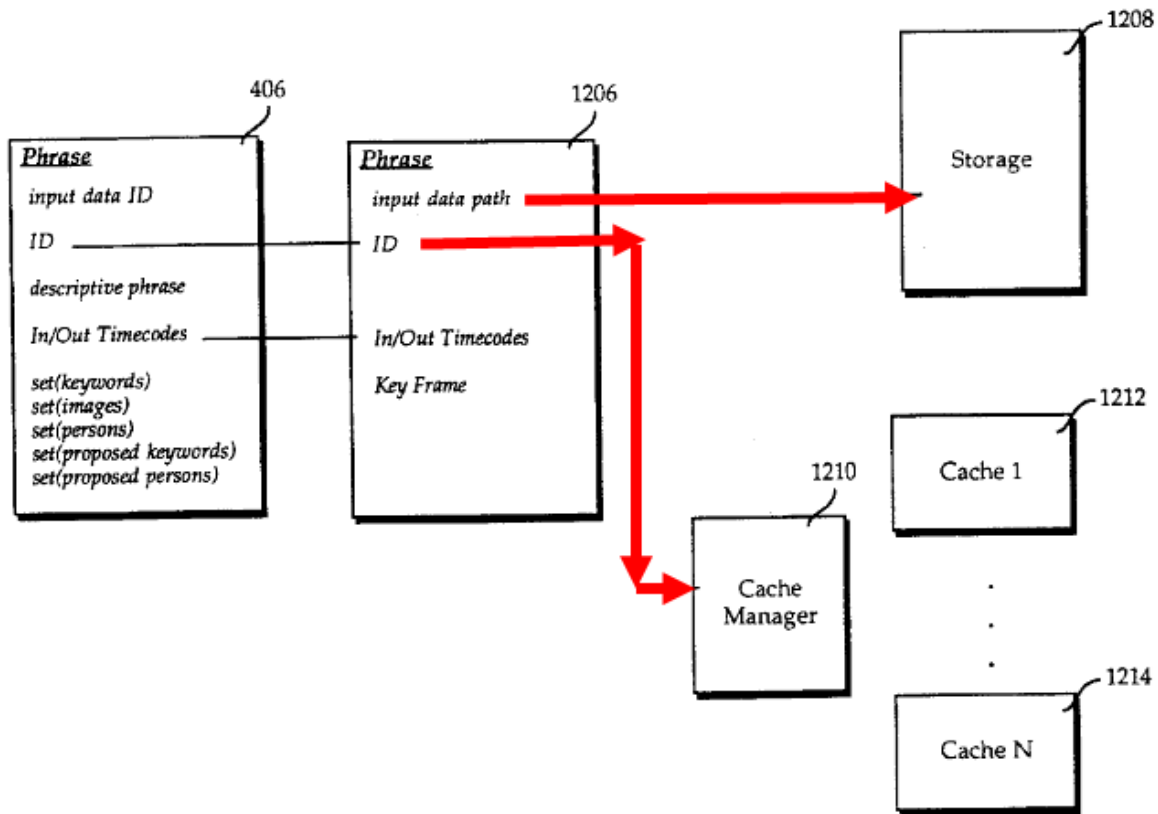 406
Phrase
input data ID
ID
descriptive phrase
In/Out Timecodes
set(keywords)
set(images)
set(persons)
set(proposed keywords)
set(proposed persons)
1206
Phrase
input data path
ID
In/Out Timecodes
Key Frame
1208
Storage
1210
Cache
Manager
1212
Cache 1
1214
Cache N